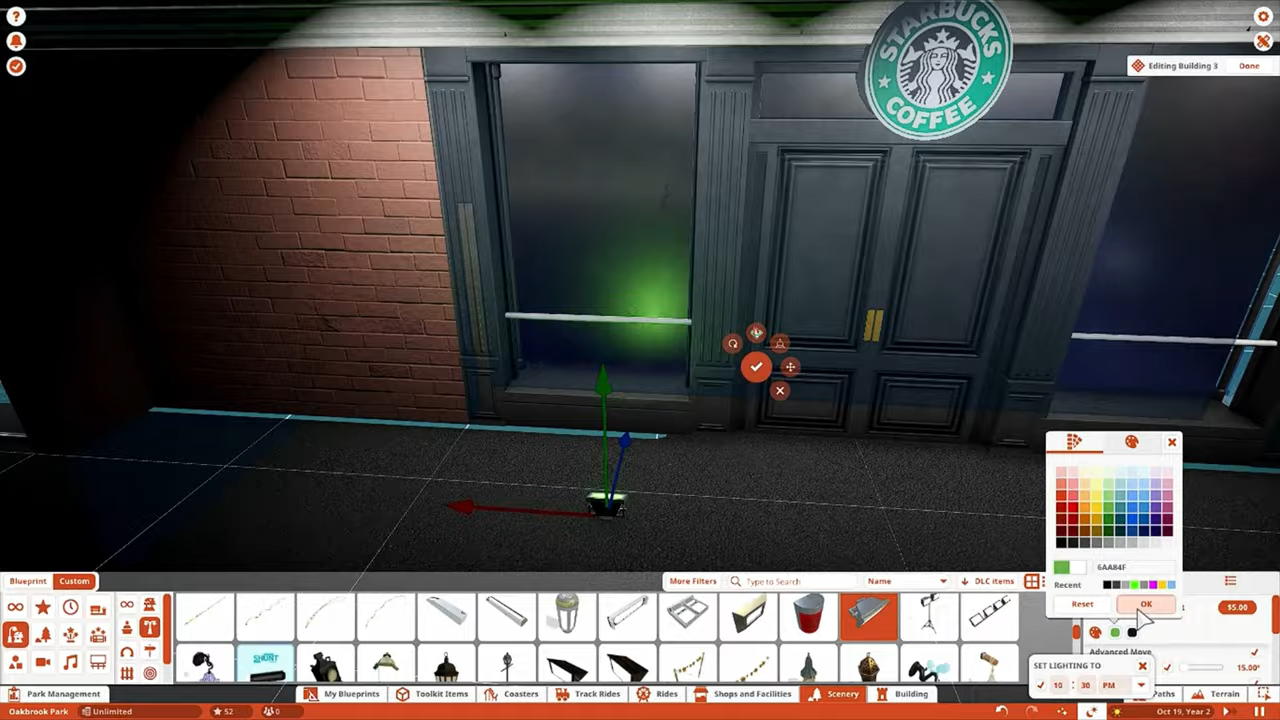 STARBUCKS
COFFEE
Editing Building 3
Done
6AA84F
Recent
Reset
OK
$5.00
Advanced Move
15.00°
SET LIGHTING TO
10 : 30 PM
Blueprint
Custom
More Filters
Type to Search
Name
DLC items
SHUNT
Park Management
My Blueprints
Toolkit Items
Coasters
Track Rides
Rides
Shops and Facilities
Scenery
Building
Paths
Terrain
Oakbrook Park
Unlimited
52
0
Oct 19, Year 2